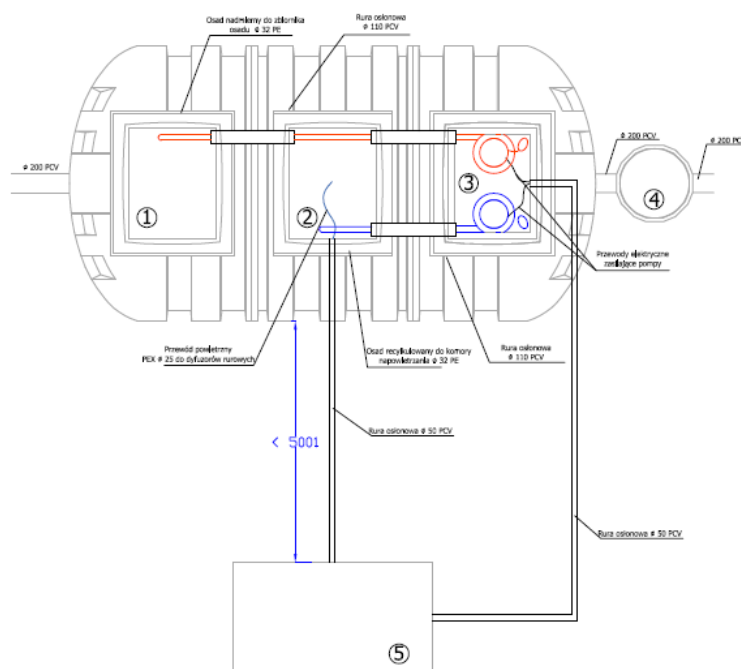 Osad nadmierny do zbiornika
osadu ϕ 32 PE
Rura osłonowa
ϕ 110 PCV
ϕ 200 PCV
ϕ 200 PCV
ϕ 200 PC
1
2
3
4
Przewody elektryczne
zasilające pompy
Przewód powietrzny
PEX ϕ 25 do dyfuzorów rurowych
Osad recyrkulowany do komory
napowietrzania ϕ 32 PE
Rura osłonowa
ϕ 110 PCV
< 5001
Rura osłonowa ϕ 50 PCV
Rura osłonowa ϕ 50 PCV
5